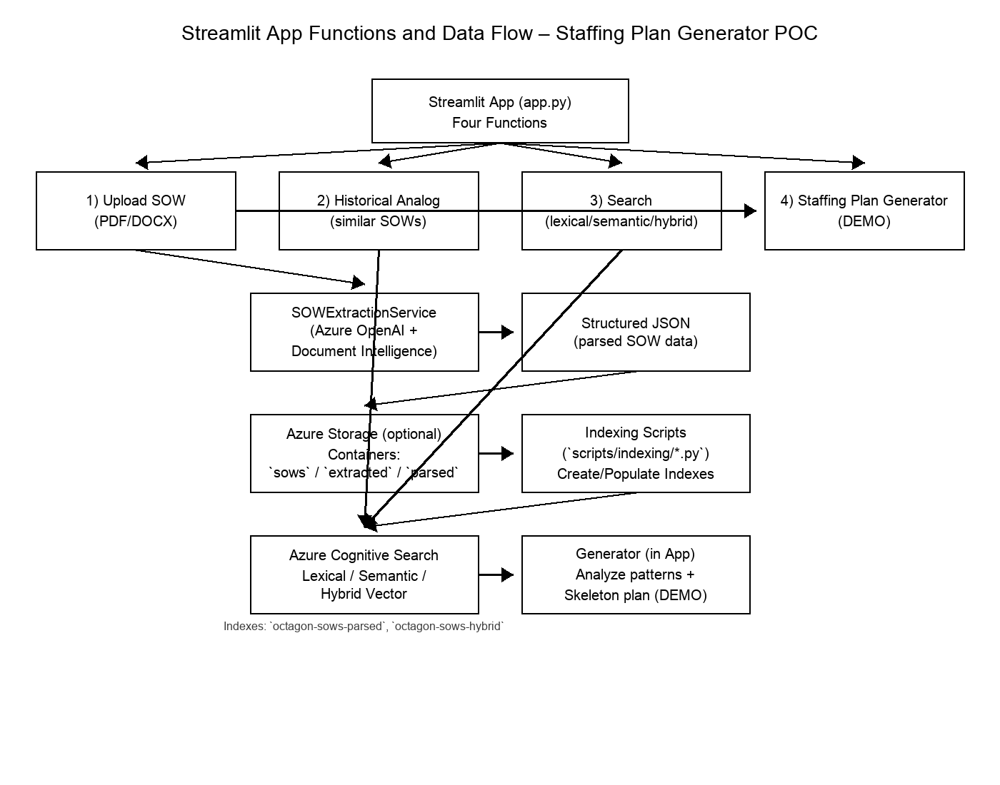 Streamlit App Functions and Data Flow – Staffing Plan Generator POC
Streamlit App (app.py)
Four Functions
1) Upload SOW
(PDF/DOCX)
2) Historical Analog
(similar SOWs)
3) Search
(lexical/semantic/hybrid)
4) Staffing Plan Generator
(DEMO)
SOWExtractionService
(Azure OpenAI +
Document Intelligence)
Structured JSON
(parsed SOW data)
Azure Storage (optional)
Containers:
`sows` / `extracted` / `parsed`
Indexing Scripts
(`scripts/indexing/*.py`)
Create/Populate Indexes
Azure Cognitive Search
Lexical / Semantic /
Hybrid Vector
Generator (in App)
Analyze patterns +
Skeleton plan (DEMO)
Indexes: `octagon-sows-parsed`, `octagon-sows-hybrid`